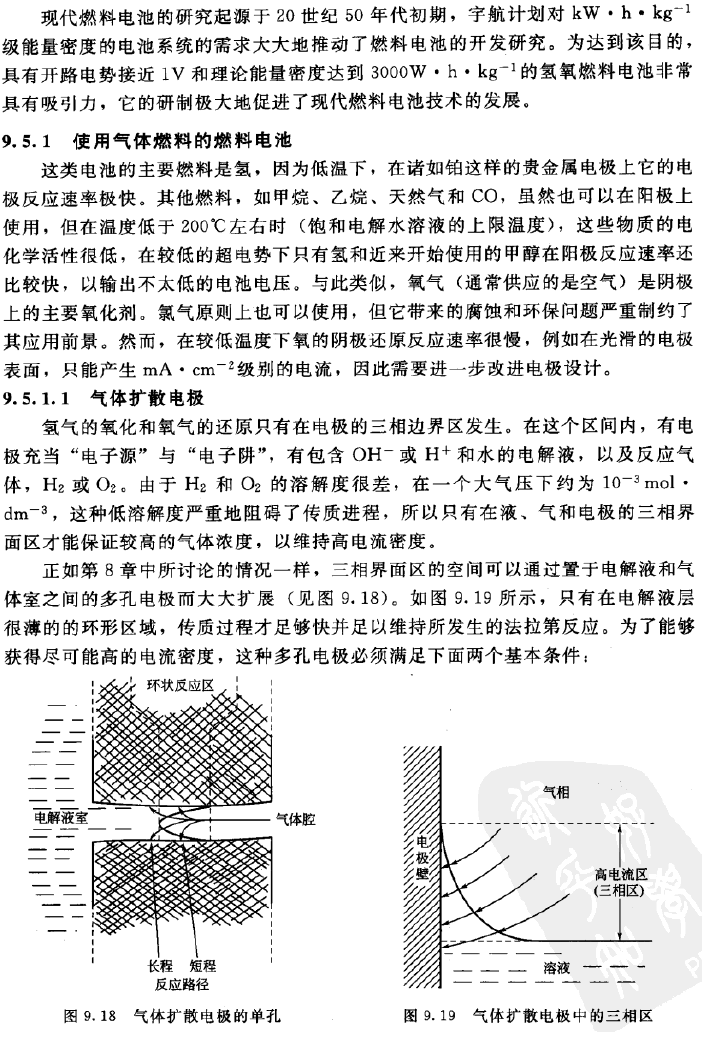 现代燃料电池的研究起源于 20 世纪 50 年代初期，宇航计划对 kW·h·kg⁻¹
级能量密度的电池系统的需求大大地推动了燃料电池的开发研究。为达到该目的，
具有开路电势接近 1V 和理论能量密度达到 3000W·h·kg⁻¹的氢氧燃料电池非常
具有吸引力，它的研制极大地促进了现代燃料电池技术的发展。
9.5.1 使用气体燃料的燃料电池
这类电池的主要燃料是氢，因为低温下，在诸如铂这样的贵金属电极上它的电
极反应速率极快。其他燃料，如甲烷、乙烷、天然气和 CO，虽然也可以在阳极上
使用，但在温度低于 200℃左右时（饱和电解水溶液的上限温度），这些物质的电
化学活性很低，在较低的超电势下只有氢和近来开始使用的甲醇在阳极反应速率还
比较快，以输出不太低的电池电压。与此类似，氧气（通常供应的是空气）是阴极
上的主要氧化剂。氯气原则上也可以使用，但它带来的腐蚀和环保问题严重制约了
其应用前景。然而，在较低温度下氧的阴极还原反应速率很慢，例如在光滑的电极
表面，只能产生 mA·cm⁻²级别的电流，因此需要进一步改进电极设计。
9.5.1.1 气体扩散电极
氢气的氧化和氧气的还原只有在电极的三相边界区发生。在这个区间内，有电
极充当“电子源”与“电子阱”，有包含 OH⁻ 或 H⁺ 和水的电解液，以及反应气
体，H₂ 或 O₂。由于 H₂ 和 O₂ 的溶解度很差，在一个大气压下约为 10⁻³ mol·
dm⁻³，这种低溶解度严重地阻碍了传质进程，所以只有在液、气和电极的三相界
面区才能保证较高的气体浓度，以维持高电流密度。
正如第 8 章中所讨论的情况一样，三相界面区的空间可以通过置于电解液和气
体室之间的多孔电极而大大扩展（见图 9.18）。如图 9.19 所示，只有在电解液层
很薄的的环形区域，传质过程才足够快并足以维持所发生的法拉第反应。为了能够
获得尽可能高的电流密度，这种多孔电极必须满足下面两个基本条件：
环状反应区
电解液室
气体腔
长程 短程
反应路径
图 9.18 气体扩散电极的单孔
气相
电极壁
高电流区
(三相区)
溶液
图 9.19 气体扩散电极中的三相区